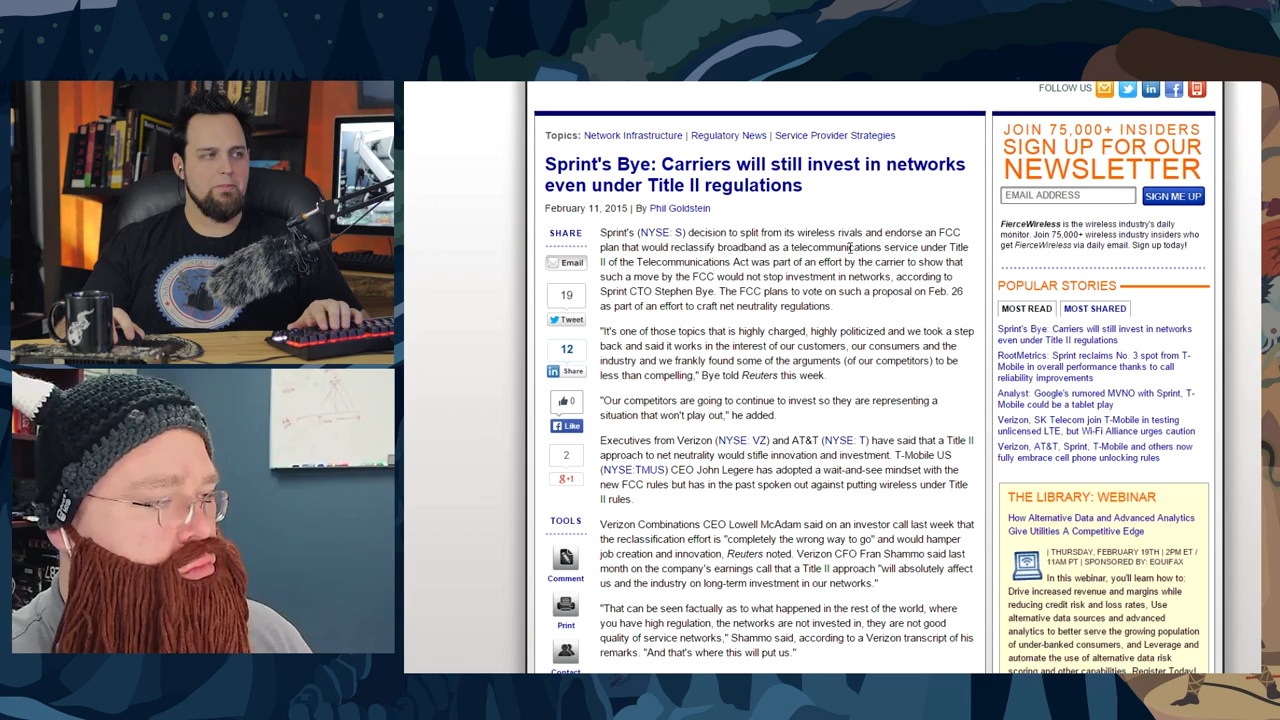 FOLLOW US
Topics: Network Infrastructure | Regulatory News | Service Provider Strategies
Sprint's Bye: Carriers will still invest in networks
even under Title II regulations
February 11, 2015 | By Phil Goldstein
SHARE
Email
19
Tweet
12
Share
0
Like
2
+1
TOOLS
Comment
Print
Contact
Sprint's (NYSE: S) decision to split from its wireless rivals and endorse an FCC
plan that would reclassify broadband as a telecommunications service under Title
II of the Telecommunications Act was part of an effort by the carrier to show that
such a move by the FCC would not stop investment in networks, according to
Sprint CTO Stephen Bye. The FCC plans to vote on such a proposal on Feb. 26
as part of an effort to craft net neutrality regulations.
"It's one of those topics that is highly charged, highly politicized and we took a step
back and said it works in the interest of our customers, our consumers and the
industry and we frankly found some of the arguments (of our competitors) to be
less than compelling," Bye told Reuters this week.
"Our competitors are going to continue to invest so they are representing a
situation that won't play out," he added.
Executives from Verizon (NYSE: VZ) and AT&T (NYSE: T) have said that a Title II
approach to net neutrality would stifle innovation and investment. T-Mobile US
(NYSE:TMUS) CEO John Legere has adopted a wait-and-see mindset with the
new FCC rules but has in the past spoken out against putting wireless under Title
II rules.
Verizon Combinations CEO Lowell McAdam said on an investor call last week that
the reclassification effort is "completely the wrong way to go" and would hamper
job creation and innovation, Reuters noted. Verizon CFO Fran Shammo said last
month on the company's earnings call that a Title II approach "will absolutely affect
us and the industry on long-term investment in our networks."
"That can be seen factually as to what happened in the rest of the world, where
you have high regulation, the networks are not invested in, they are not good
quality of service networks," Shammo said, according to a Verizon transcript of his
remarks. "And that's where this will put us."
JOIN 75,000+ INSIDERS
SIGN UP FOR OUR
NEWSLETTER
EMAIL ADDRESS
SIGN ME UP
FierceWireless is the wireless industry's daily
monitor. Join 75,000+ wireless industry insiders who
get FierceWireless via daily email. Sign up today!
POPULAR STORIES
MOST READ
MOST SHARED
Sprint's Bye: Carriers will still invest in networks
even under Title II regulations
RootMetrics: Sprint reclaims No. 3 spot from T-
Mobile in overall performance thanks to call
reliability improvements
Analyst: Google's rumored MVNO with Sprint, T-
Mobile could be a tablet play
Verizon, SK Telecom join T-Mobile in testing
unlicensed LTE, but Wi-Fi Alliance urges caution
Verizon, AT&T, Sprint, T-Mobile and others now
fully embrace cell phone unlocking rules
THE LIBRARY: WEBINAR
How Alternative Data and Advanced Analytics
Give Utilities A Competitive Edge
| THURSDAY, FEBRUARY 19TH | 2PM ET /
11AM PT | SPONSORED BY: EQUIFAX
In this webinar, you'll learn how to:
Drive increased revenue and margins while
reducing credit risk and loss rates, Use
alternative data sources and advanced
analytics to better serve the growing population
of under-banked consumers, and Leverage and
automate the use of alternative data risk
scoring and other capabilities. Register Today!